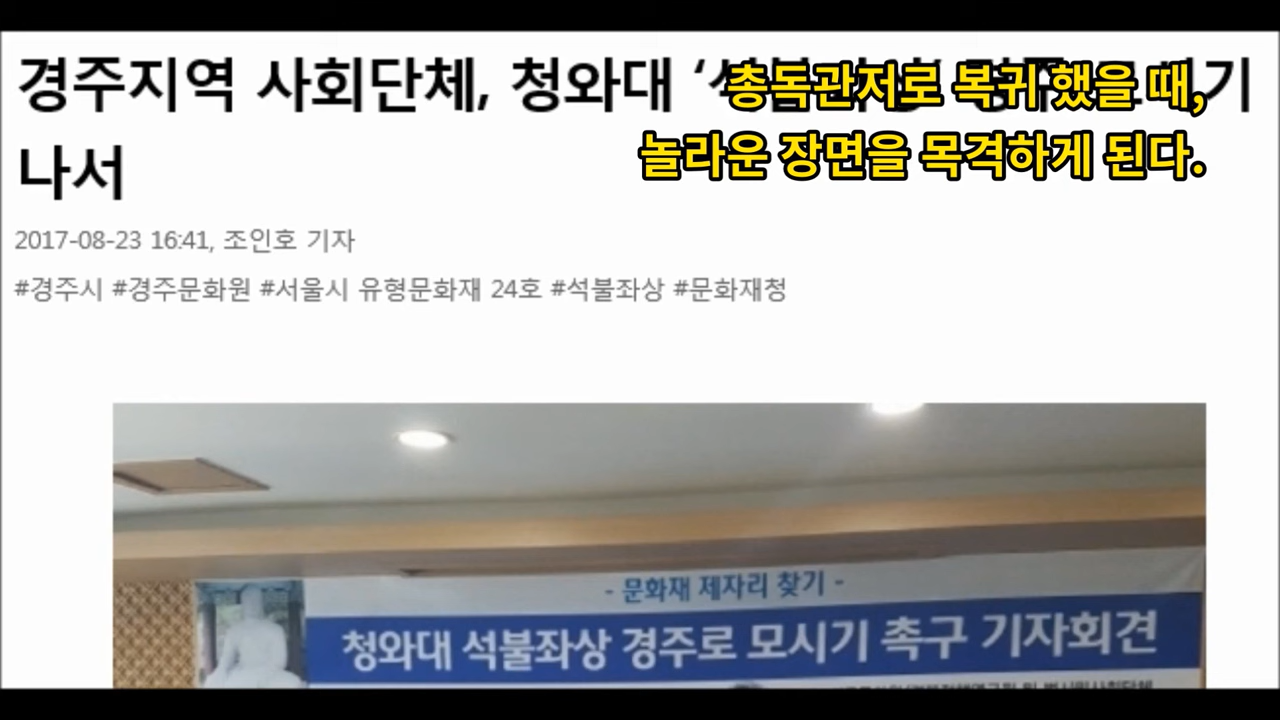 경주지역 사회단체, 청와대
나서
총독관저로 복귀 했을 때,
놀라운 장면을 목격하게 된다.
2017-08-23 16:41, 조인호 기자
#경주시 #경주문화원 #서울시 유형문화재 24호 #석불좌상 #문화재청
- 문화재 제자리 찾기 -
청와대 석불좌상 경주로 모시기 촉구 기자회견